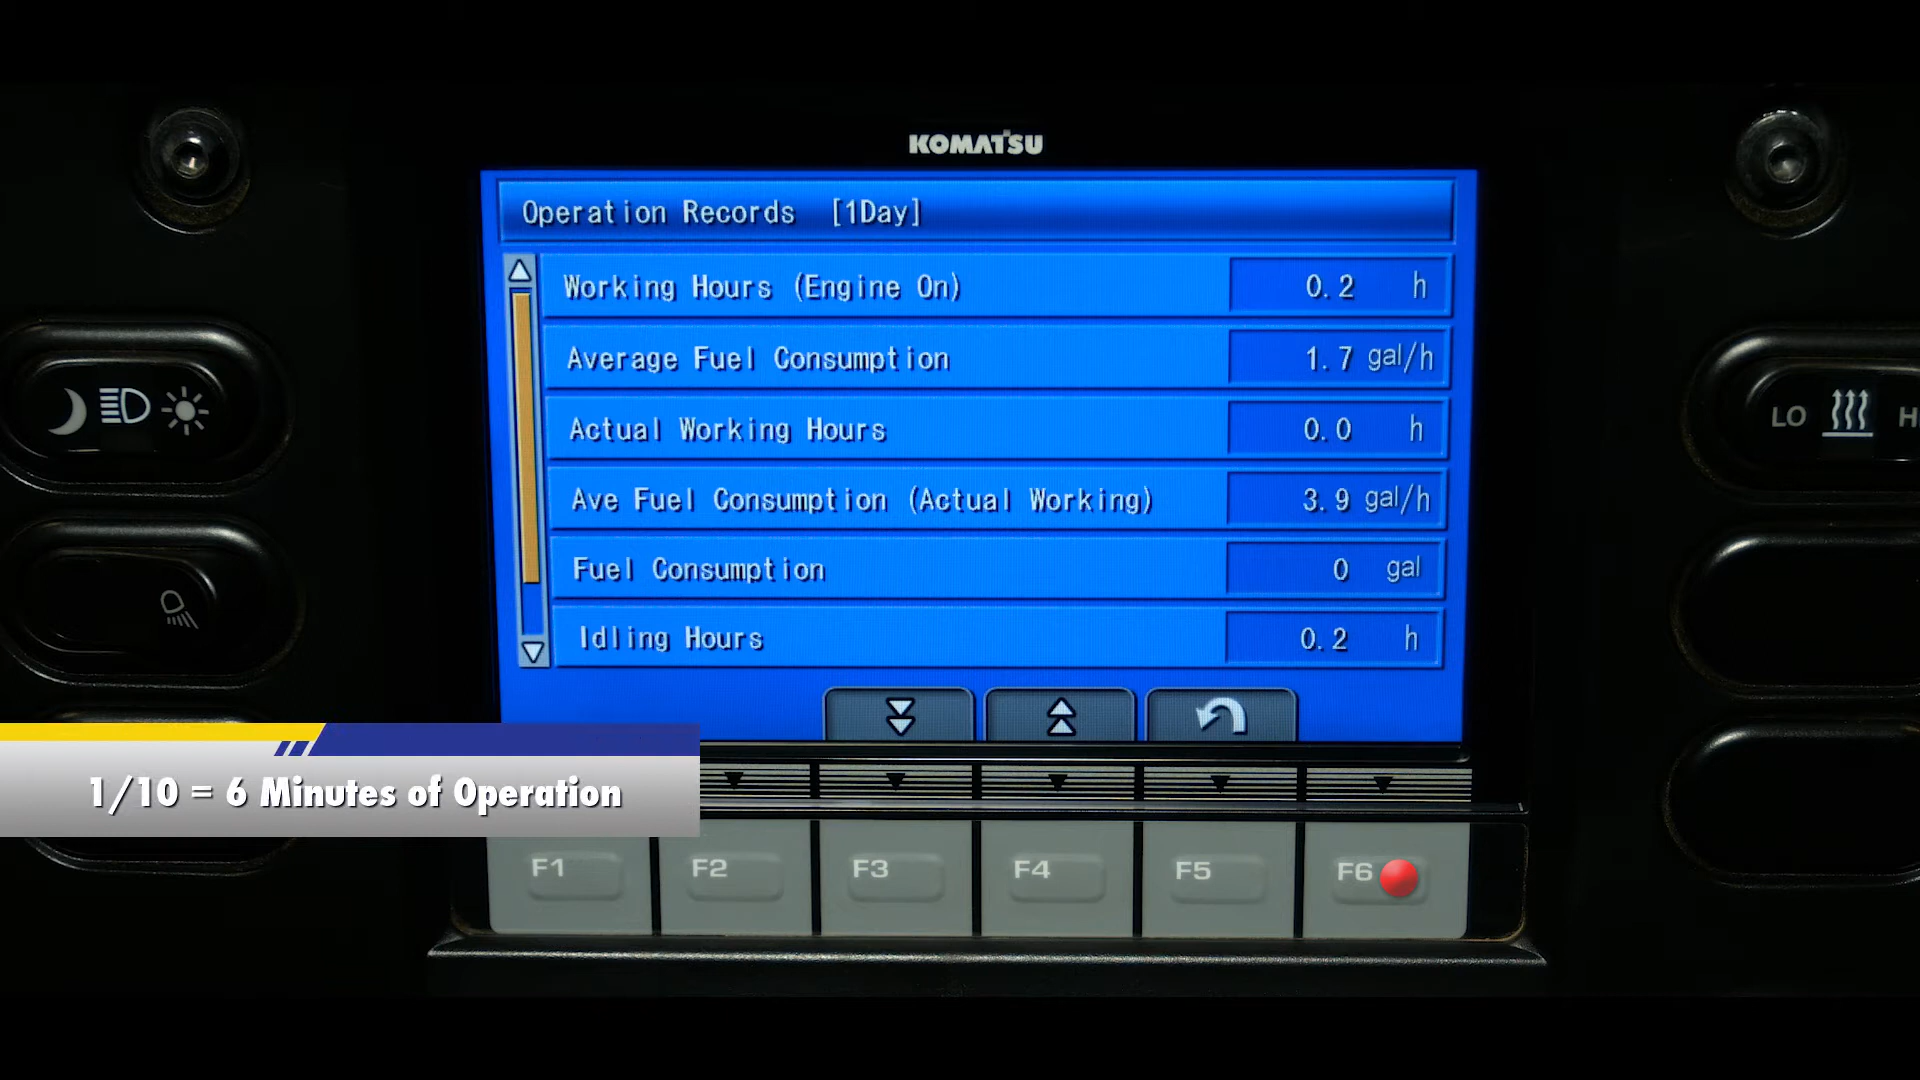 KOMATSU
Operation Records [1Day]
Working Hours (Engine On) 0.2 h
Average Fuel Consumption 1.7 gal/h
Actual Working Hours 0.0 h
Ave Fuel Consumption (Actual Working) 3.9 gal/h
Fuel Consumption 0 gal
Idling Hours 0.2 h
LO
1/10 = 6 Minutes of Operation
F1 F2 F3 F4 F5 F6